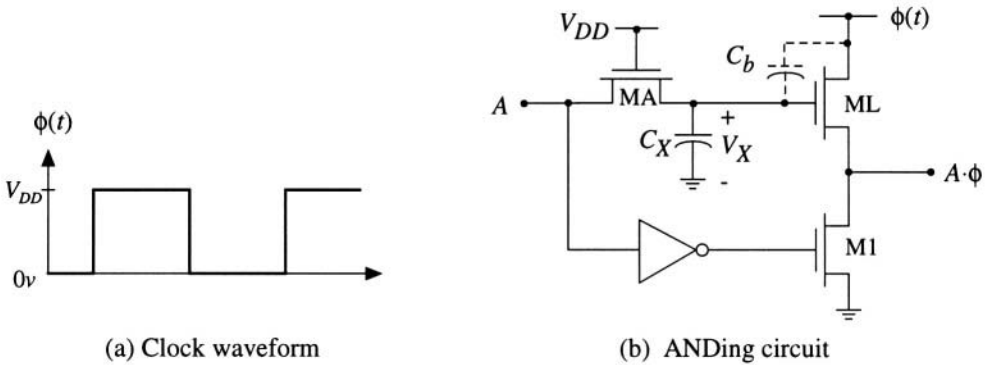 ϕ(t)
V_DD
0v
(a) Clock waveform
V_DD
ϕ(t)
C_b
A
MA
ML
+
C_X
V_X
-
A·ϕ
M1
(b) ANDing circuit